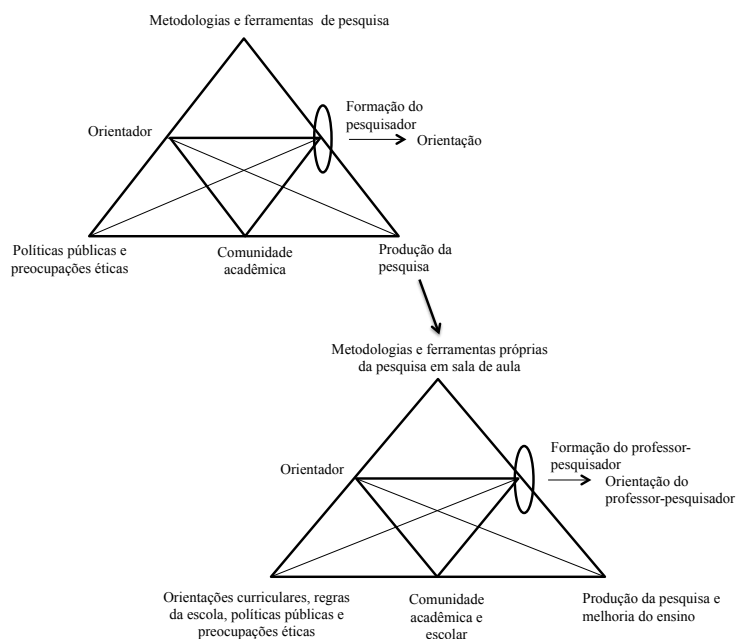 Metodologias e ferramentas de pesquisa
Formação do
pesquisador
Orientador
Orientação
Políticas públicas e
preocupações éticas
Comunidade
acadêmica
Produção da
pesquisa
Metodologias e ferramentas próprias
da pesquisa em sala de aula
Formação do professor-
pesquisador
Orientador
Orientação do
professor-pesquisador
Orientações curriculares, regras
da escola, políticas públicas e
preocupações éticas
Comunidade
acadêmica e
escolar
Produção da pesquisa e
melhoria do ensino